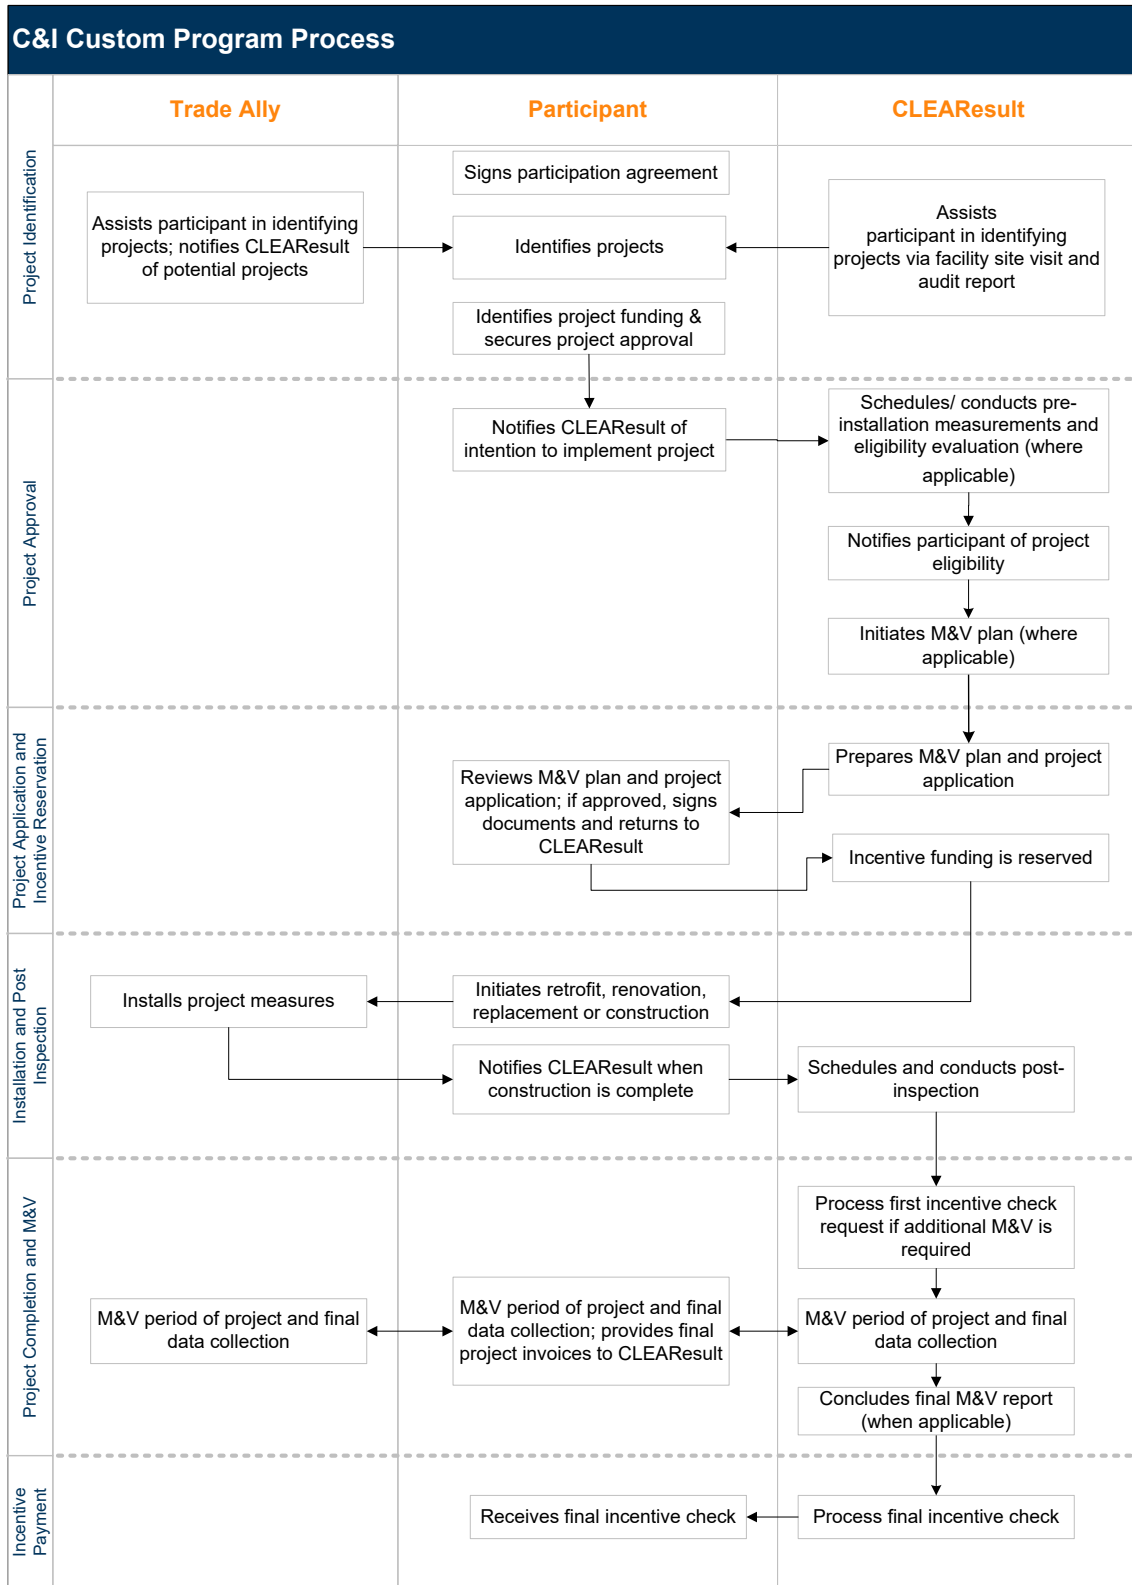 C&I Custom Program Process
Trade Ally
Participant
CLEAResult
Project Identification
Signs participation agreement
Assists participant in identifying
projects; notifies CLEAResult
of potential projects
Identifies projects
Assists
participant in identifying
projects via facility site visit and
audit report
Identifies project funding &
secures project approval
Project Approval
Notifies CLEAResult of
intention to implement project
Schedules/ conducts pre-
installation measurements and
eligibility evaluation (where
applicable)
Notifies participant of project
eligibility
Initiates M&V plan (where
applicable)
Project Application and
Incentive Reservation
Prepares M&V plan and project
application
Reviews M&V plan and project
application; if approved, signs
documents and returns to
CLEAResult
Incentive funding is reserved
Installation and Post
Inspection
Installs project measures
Initiates retrofit, renovation,
replacement or construction
Notifies CLEAResult when
construction is complete
Schedules and conducts post-
inspection
Project Completion and M&V
Process first incentive check
request if additional M&V is
required
M&V period of project and final
data collection
M&V period of project and final
data collection; provides final
project invoices to CLEAResult
M&V period of project and final
data collection
Concludes final M&V report
(when applicable)
Incentive
Payment
Receives final incentive check
Process final incentive check